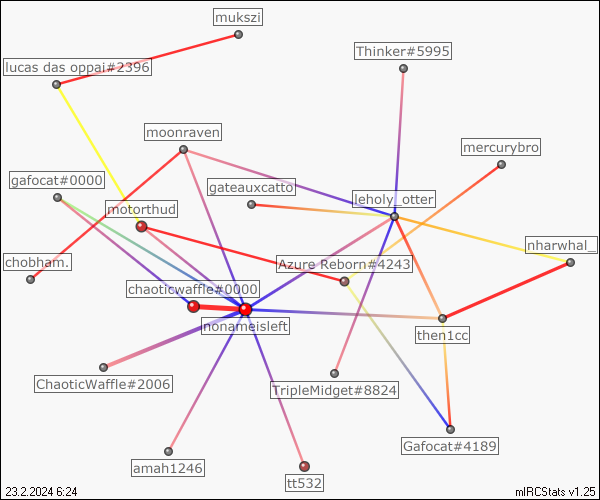 mukszi
Thinker#5995
lucas das oppai#2396
moonraven
mercurybro
gafocat#0000
gateauxcatto
leholy_otter
motorthud
nharwhal_
chobham.
Azure Reborn#4243
chaoticwaffle#0000
nonameisleft
then1cc
ChaoticWaffle#2006
TripleMidget#8824
Gafocat#4189
amah1246
tt532
23.2.2024 6:24
mIRCStats v1.25